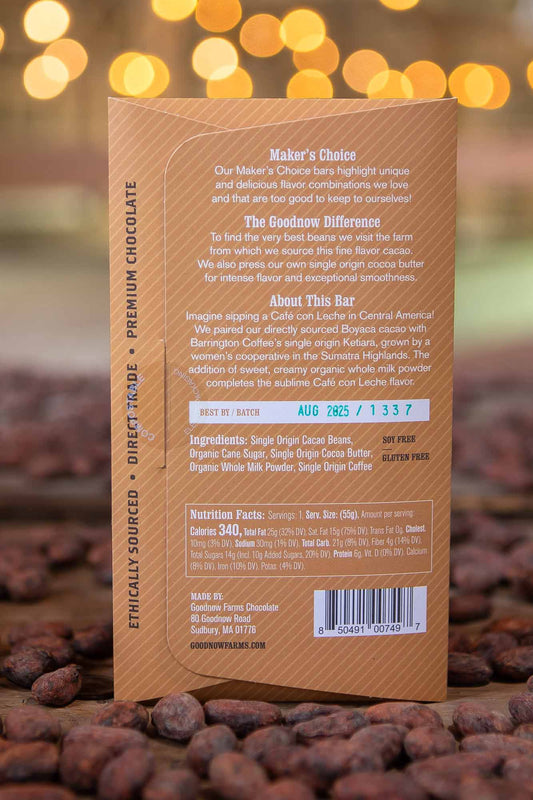 ETHICALLY SOURCED • DIRECT TRADE • PREMIUM CHOCOLATE
Maker's Choice
Our Maker's Choice bars highlight unique
and delicious flavor combinations we love
and that are too good to keep to ourselves!
The Goodnow Difference
To find the very best beans we visit the farm
from which we source this fine flavor cacao.
We also press our own single origin cocoa butter
for intense flavor and exceptional smoothness.
About This Bar
Imagine sipping a Café con Leche in Central America!
We paired our directly sourced Boyaca cacao with
Barrington Coffee's single origin Ketiara, grown by a
women's cooperative in the Sumatra Highlands. The
addition of sweet, creamy organic whole milk powder
completes the sublime Café con Leche flavor.
BEST BY / BATCH AUG 2025 / 1337
Ingredients: Single Origin Cacao Beans,
Organic Cane Sugar, Single Origin Cocoa Butter,
Organic Whole Milk Powder, Single Origin Coffee
SOY FREE
GLUTEN FREE
Nutrition Facts: Servings: 1, Serv. Size: (55g), Amount per serving:
Calories 340, Total Fat 25g (32% DV), Sat. Fat 15g (75% DV), Trans Fat 0g, Cholest.
10mg (3% DV), Sodium 30mg (1% DV), Total Carb. 21g (8% DV), Fiber 4g (14% DV),
Total Sugars 14g (Incl. 10g Added Sugars, 20% DV), Protein 6g, Vit. D (0% DV), Calcium
(8% DV), Iron (10% DV), Potas. (4% DV).
MADE BY:
Goodnow Farms Chocolate
80 Goodnow Road
Sudbury, MA 01776
GOODNOWFARMS.COM
8 50491 00749 7